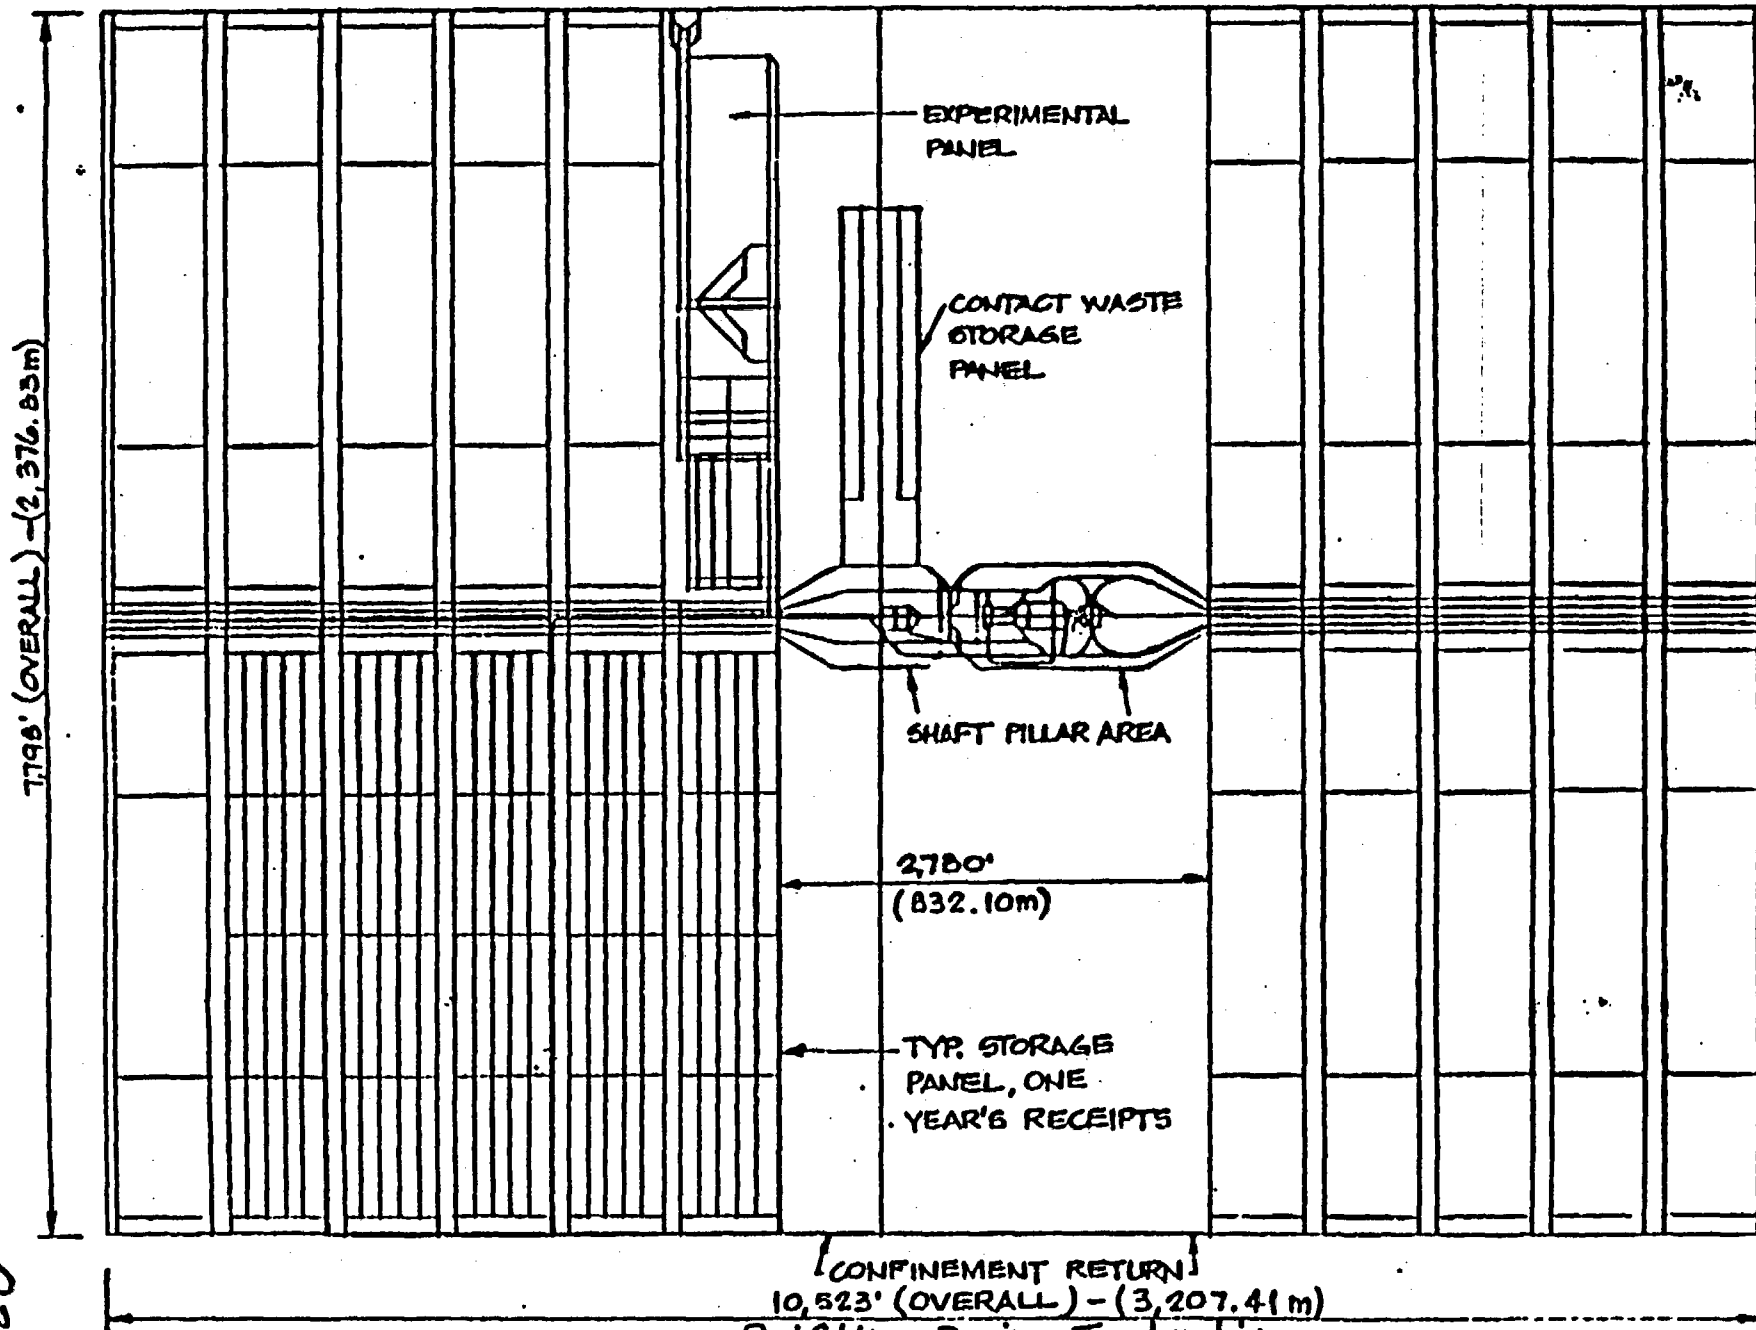 EXPERIMENTAL
PANEL
CONTACT WASTE
STORAGE
PANEL
7,798' (OVERALL) - (2,376.83m)
SHAFT PILLAR AREA
2,730'
(832.10m)
TYP. STORAGE
PANEL, ONE
YEAR'S RECEIPTS
CONFINEMENT RETURN
10,523' (OVERALL) - (3,207.41m)